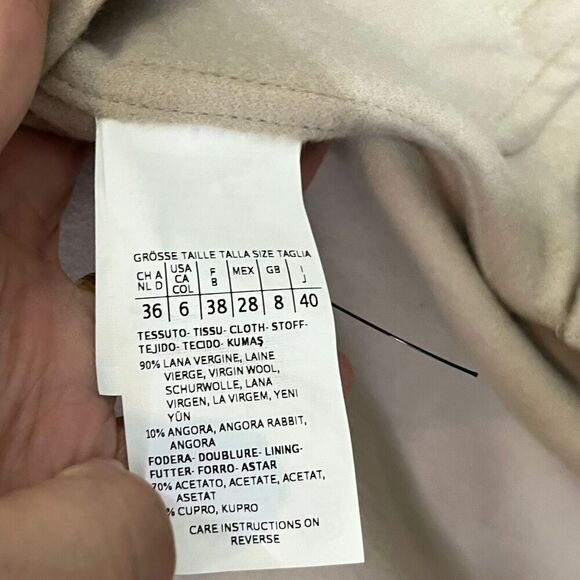 GRÖSSE TAILLE TALLA SIZE TAGLIA
CH A NL D USA CA COL F B MEX GB I J
36 6 38 28 8 40
TESSUTO- TISSU- CLOTH- STOFF-
TEJIDO- TECIDO- KUMAŞ
90% LANA VERGINE, LAINE
VIERGE, VIRGIN WOOL,
SCHURWOLLE, LANA
VIRGEN, LA VIRGEM, YENI
YÜN
10% ANGORA, ANGORA RABBIT,
ANGORA
FODERA- DOUBLURE- LINING-
FUTTER- FORRO- ASTAR
70% ACETATO, ACETATE, ACETAT,
ASETAT
% CUPRO, KUPRO
CARE INSTRUCTIONS ON
REVERSE